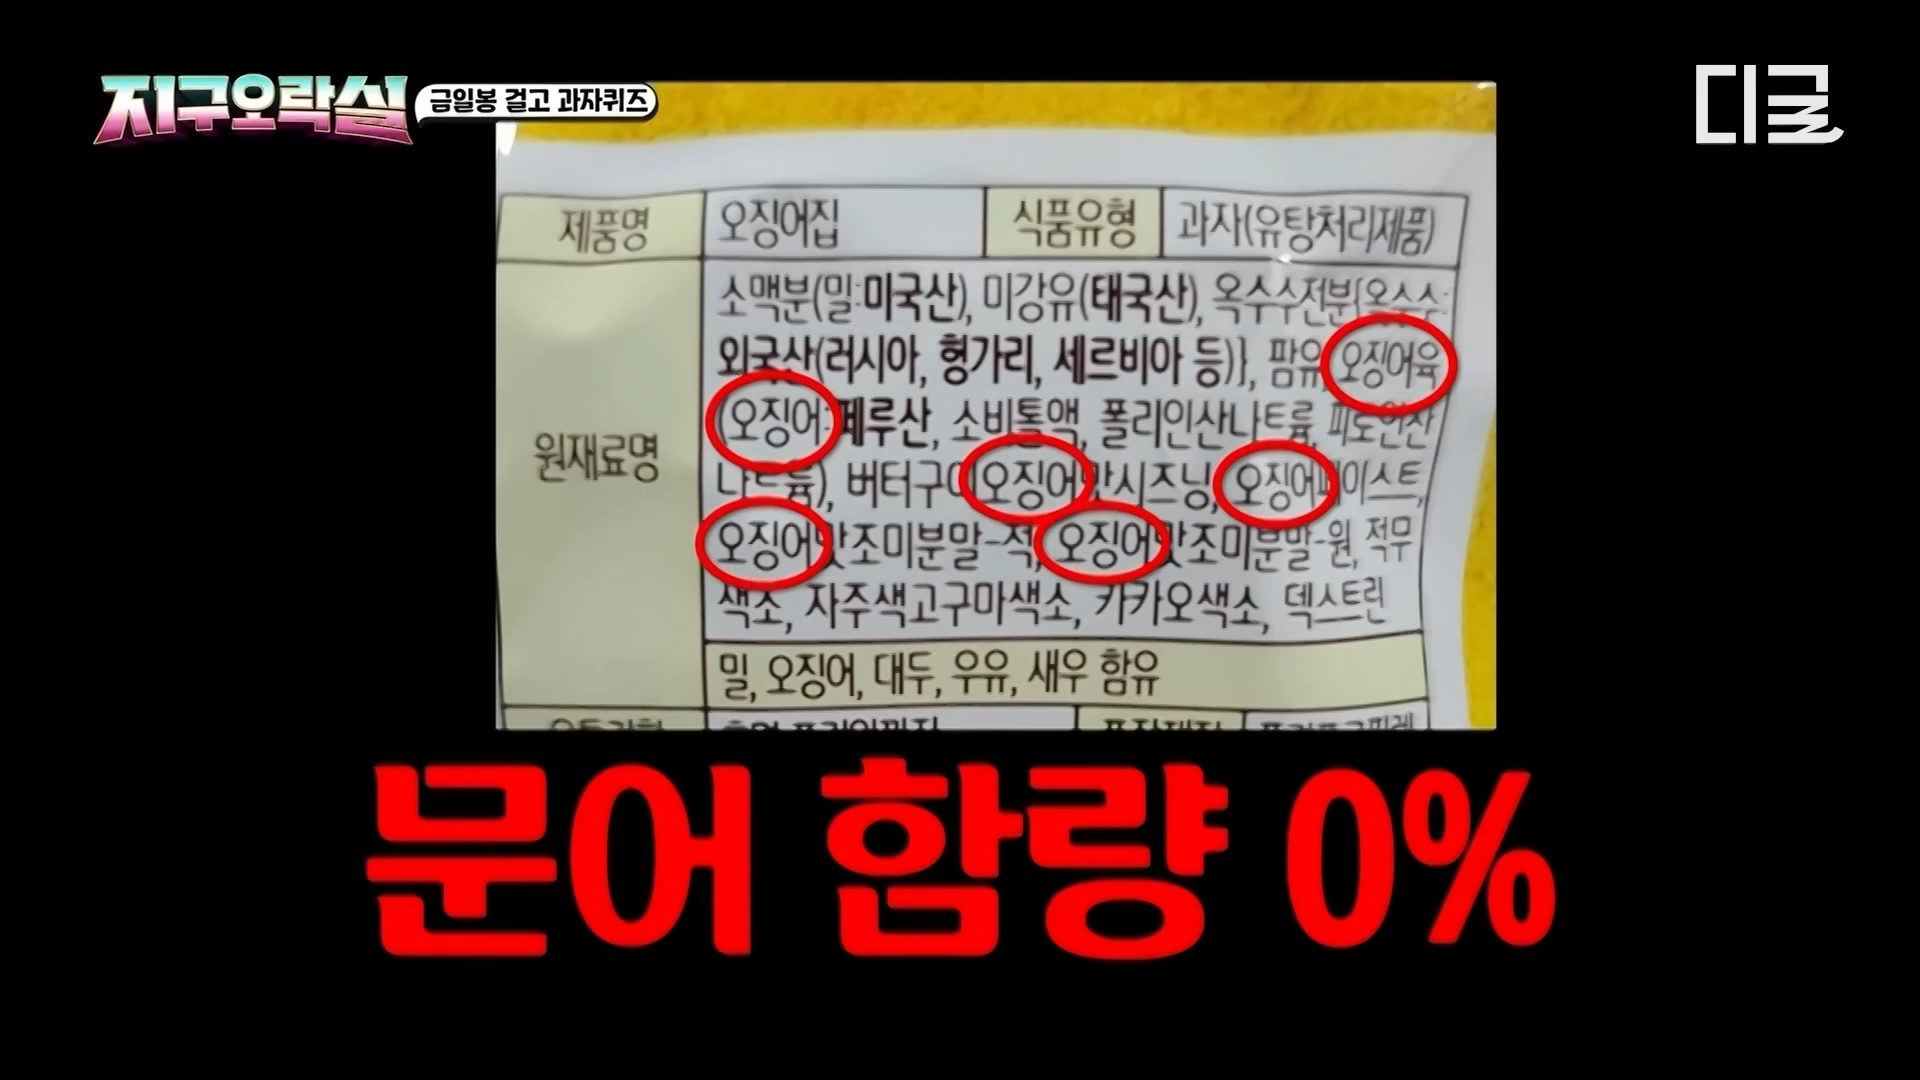 지구오락실
금일봉 걸고 과자퀴즈
디글
제품명 오징어집 식품유형 과자(유탕처리제품)
원재료명
소맥분(밀:미국산), 미강유(태국산), 옥수수전분{옥수수:
외국산(러시아, 헝가리, 세르비아 등)}, 팜유, 오징어육
(오징어:페루산, 소비톨액, 폴리인산나트륨, 피로인산
나트륨), 버터구이오징어맛시즈닝, 오징어페이스트,
오징어맛조미분말-적, 오징어맛조미분말-원, 적무
색소, 자주색고구마색소, 카카오색소, 덱스트린
밀, 오징어, 대두, 우유, 새우 함유
문어 함량 0%